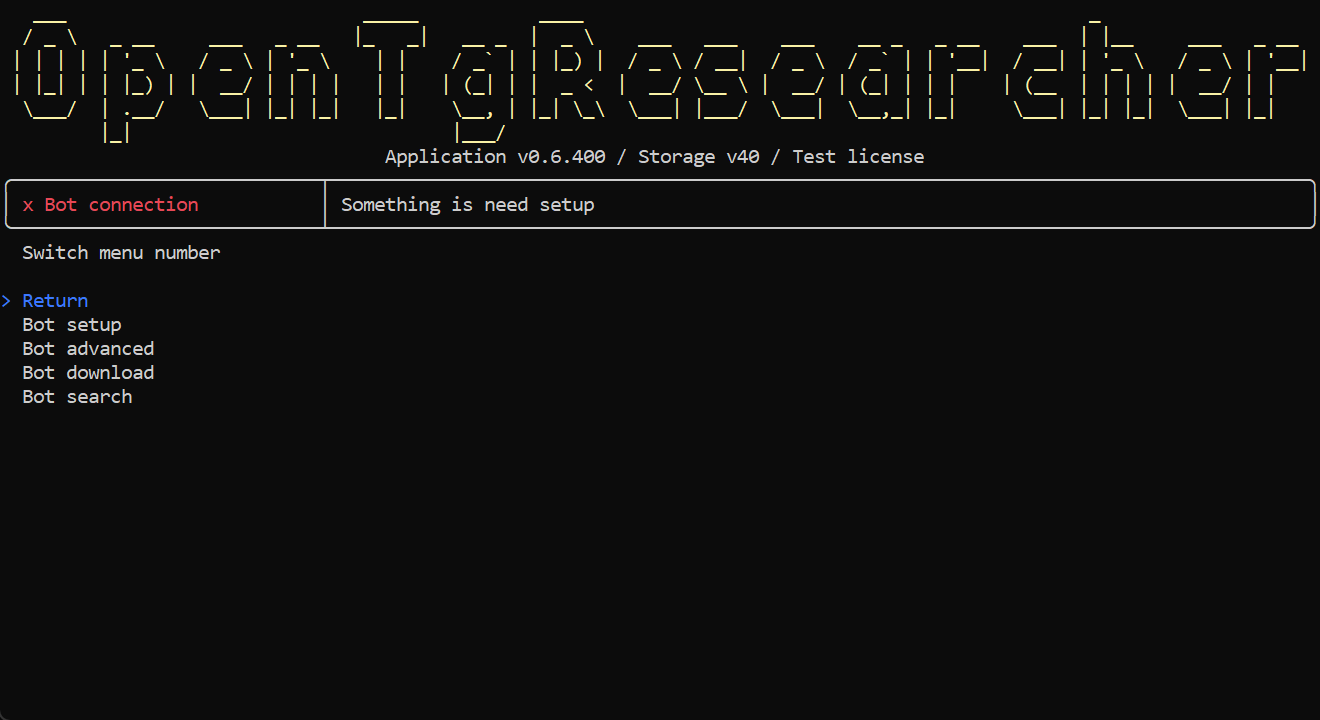 OpenTgResearcher
Application v0.6.400 / Storage v40 / Test license
x Bot connection
Something is need setup
Switch menu number
> Return
Bot setup
Bot advanced
Bot download
Bot search